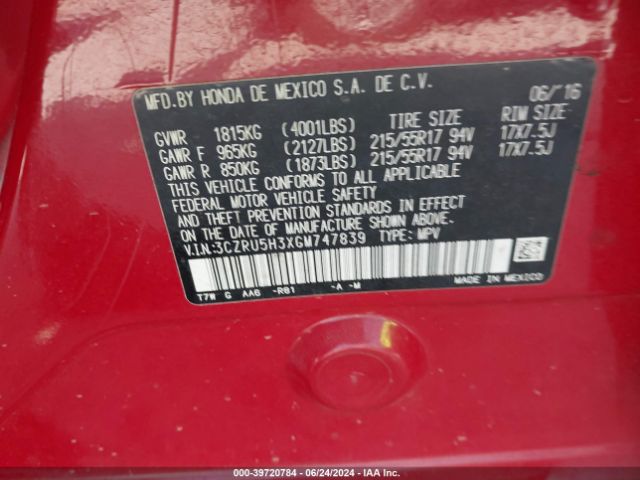 MFD. BY HONDA DE MEXICO S.A. DE C.V. 06/'16
TIRE SIZE RIM SIZE
GVWR 1815KG (4001LBS)
GAWR F 965KG (2127LBS) 215/55R17 94V 17X7.5J
GAWR R 850KG (1873LBS) 215/55R17 94V 17X7.5J
THIS VEHICLE CONFORMS TO ALL APPLICABLE
FEDERAL MOTOR VEHICLE SAFETY
AND THEFT PREVENTION STANDARDS IN EFFECT
ON THE DATE OF MANUFACTURE SHOWN ABOVE.
V.I.N:3CZRU5H3XGM747839 TYPE: MPV
T7W G AAG -R81 -A -M MADE IN MEXICO
000-39720784 | 06/24/2024 | IAA Inc.